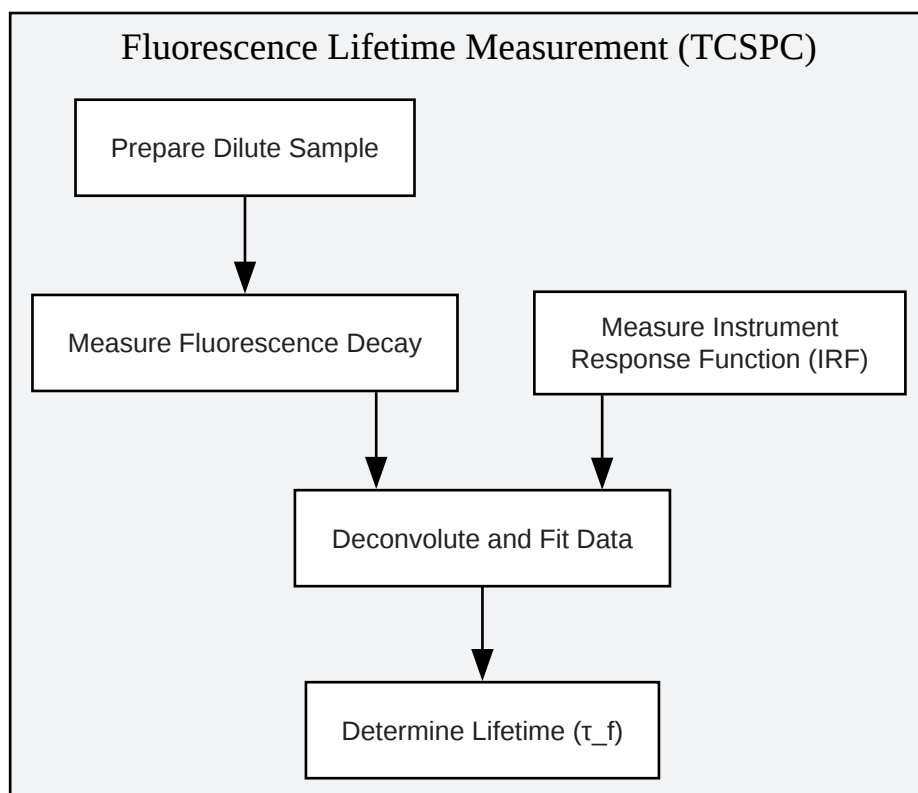 Fluorescence Lifetime Measurement (TCSPC)
Prepare Dilute Sample
Measure Fluorescence Decay
Measure Instrument
Response Function (IRF)
Deconvolute and Fit Data
Determine Lifetime (τ_f)